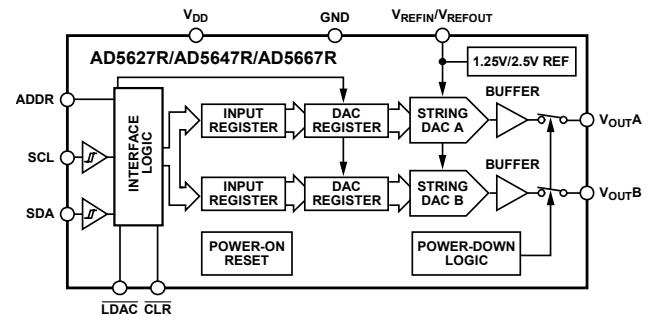 VDD
GND
VREFIN/VREFOUT
AD5627R/AD5647R/AD5667R
1.25V/2.5V REF
ADDR
SCL
SDA
INTERFACE
LOGIC
INPUT
REGISTER
DAC
REGISTER
STRING
DAC A
BUFFER
VOUTA
INPUT
REGISTER
DAC
REGISTER
STRING
DAC B
BUFFER
VOUTB
POWER-ON
RESET
POWER-DOWN
LOGIC
LDAC
CLR